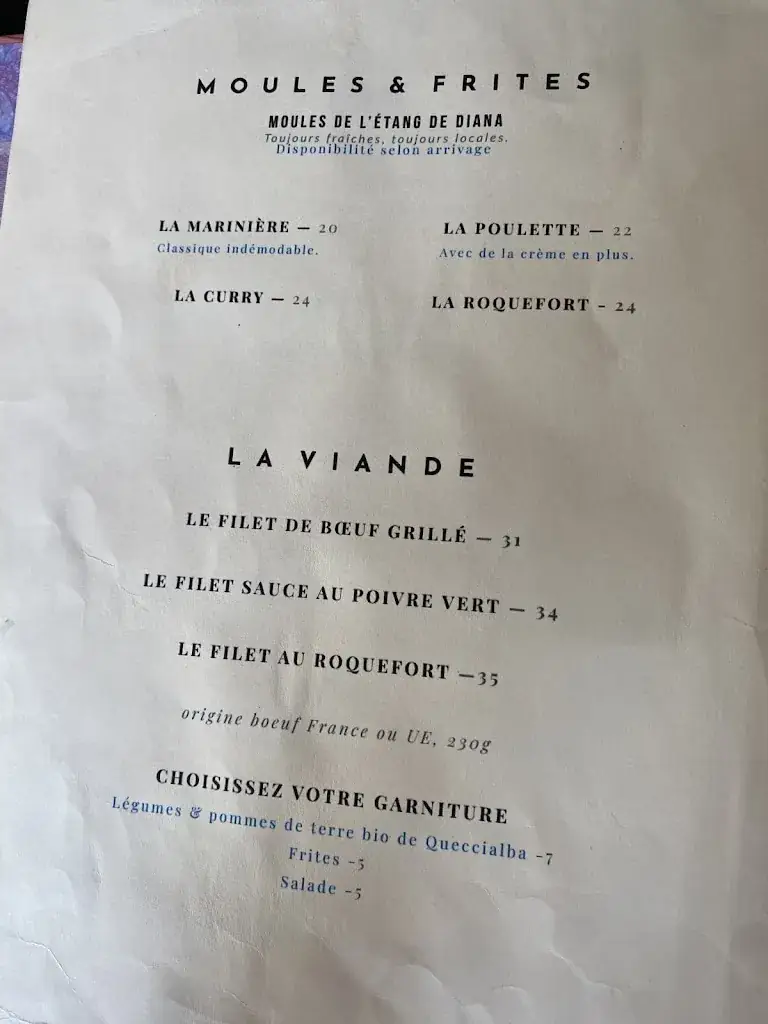 MOULES & FRITES
MOULES DE L'ÉTANG DE DIANA
Toujours fraîches, toujours locales.
Disponibilité selon arrivage
LA MARINIÈRE — 20
Classique indémodable.
LA POULETTE — 22
Avec de la crème en plus.
LA CURRY — 24
LA ROQUEFORT - 24
LA VIANDE
LE FILET DE BŒUF GRILLÉ — 31
LE FILET SAUCE AU POIVRE VERT — 34
LE FILET AU ROQUEFORT —35
origine boeuf France ou UE, 230g
CHOISISSEZ VOTRE GARNITURE
Légumes & pommes de terre bio de Queccialba -7
Frites -5
Salade -5